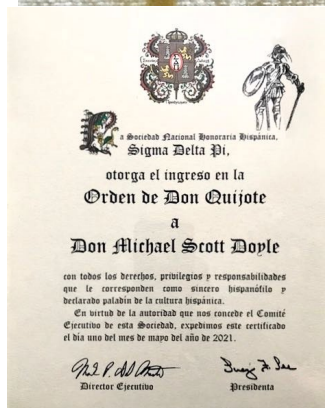 La Sociedad Nacional Honoraria Hispánica,
Sigma Delta Pi,
otorga el ingreso en la
Orden de Don Quijote
a
Don Michael Scott Doyle
con todos los derechos, privilegios y responsabilidades
que le corresponden como sincero hispanófilo y
declarado paladín de la cultura hispánica.
En virtud de la autoridad que nos concede el Comité
Ejecutivo de esta Sociedad, expedimos este certificado
el día uno del mes de mayo del año de 2021.
Director Ejecutivo Presidenta